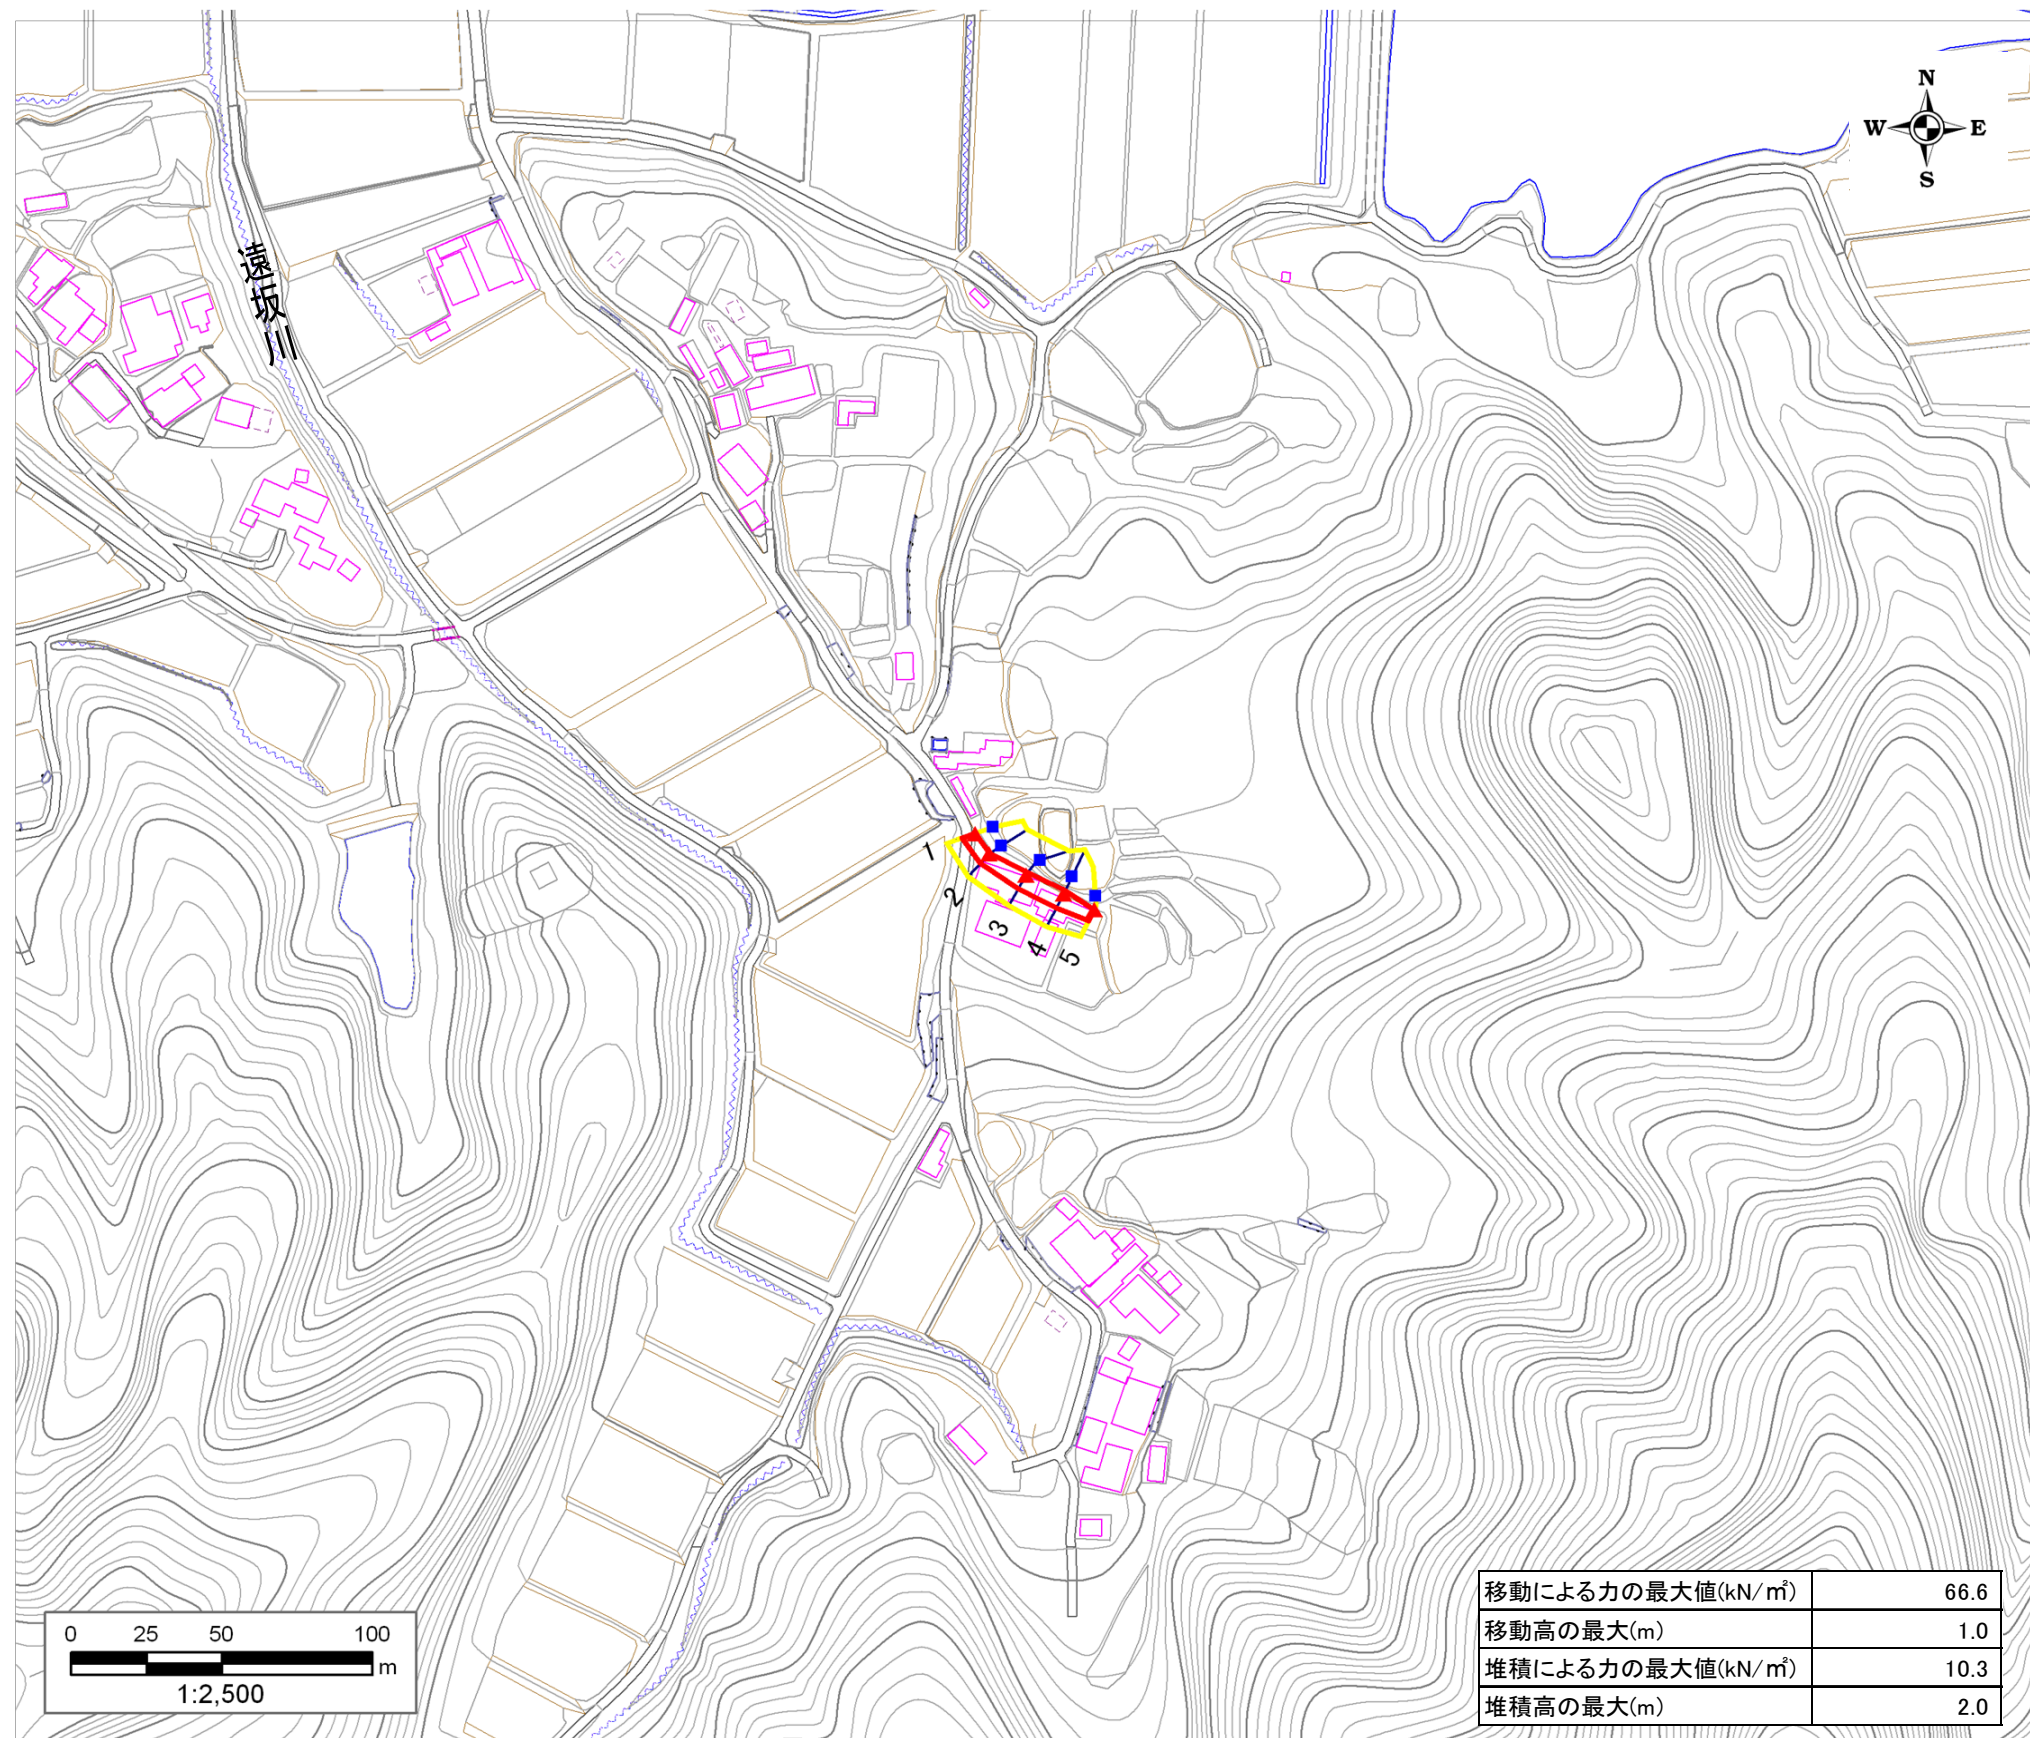 N
W E
S
遠坂川
1
2
3
4
5
移動による力の最大値(kN/㎡) 66.6
移動高の最大(m) 1.0
堆積による力の最大値(kN/㎡) 10.3
堆積高の最大(m) 2.0
0 25 50 100
m
1:2,500